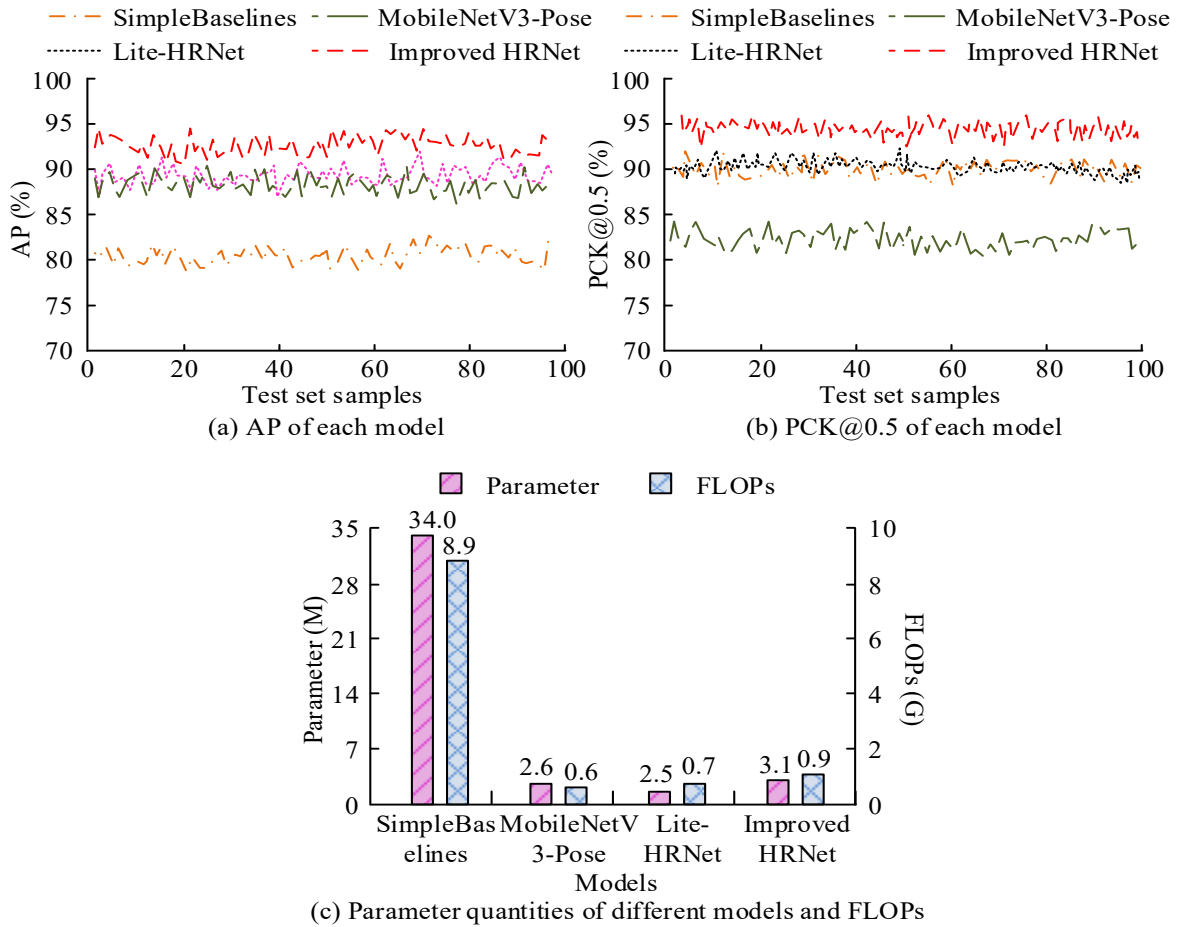 SimpleBaselines MobileNetV3-Pose
Lite-HRNet Improved HRNet
100
95
90
85
80
75
70
AP (%)
0 20 40 60 80 100
Test set samples
(a) AP of each model
SimpleBaselines MobileNetV3-Pose
Lite-HRNet Improved HRNet
100
95
90
85
80
75
70
PCK@0.5 (%)
0 20 40 60 80 100
Test set samples
(b) PCK@0.5 of each model
Parameter FLOPs
35
28
21
14
7
0
Parameter (M)
34.0
8.9
2.6 0.6
2.5 0.7
3.1 0.9
10
8
6
4
2
0
FLOPs (G)
SimpleBas
elines
MobileNetV
3-Pose
Lite-
HRNet
Improved
HRNet
Models
(c) Parameter quantities of different models and FLOPs